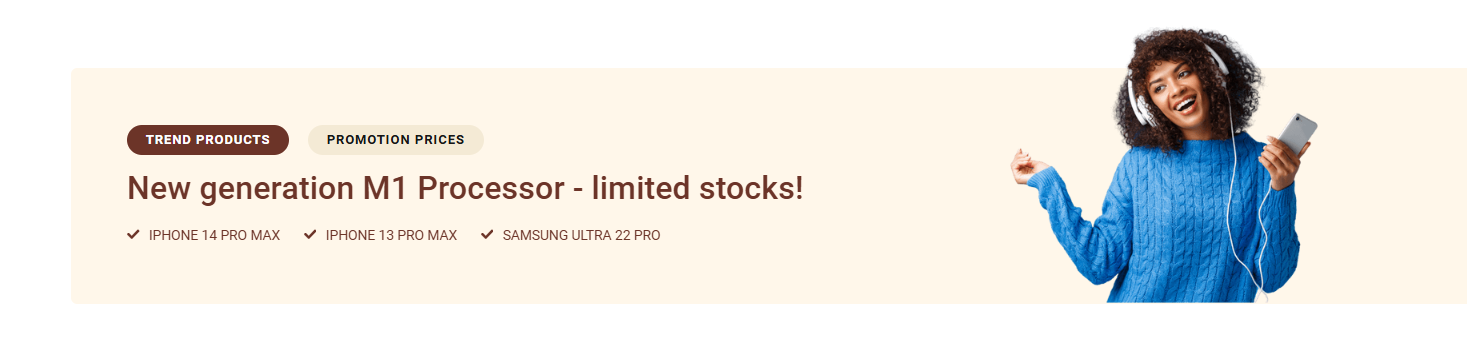 TREND PRODUCTS PROMOTION PRICES
New generation M1 Processor - limited stocks!
IPHONE 14 PRO MAX IPHONE 13 PRO MAX SAMSUNG ULTRA 22 PRO